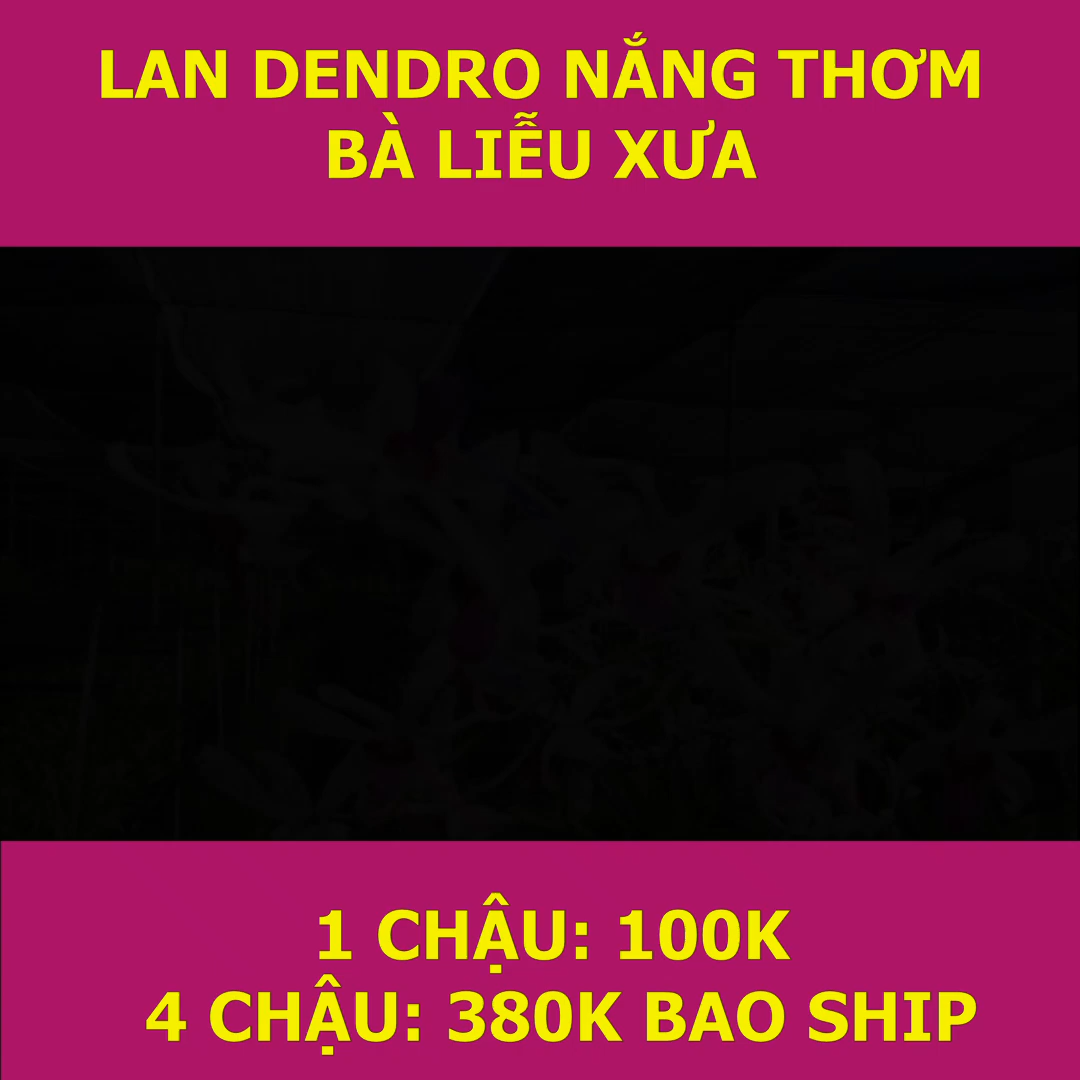 LAN DENDRO NẮNG THƠM
BÀ LIỄU XƯA
1 CHẬU: 100K
4 CHẬU: 380K BAO SHIP